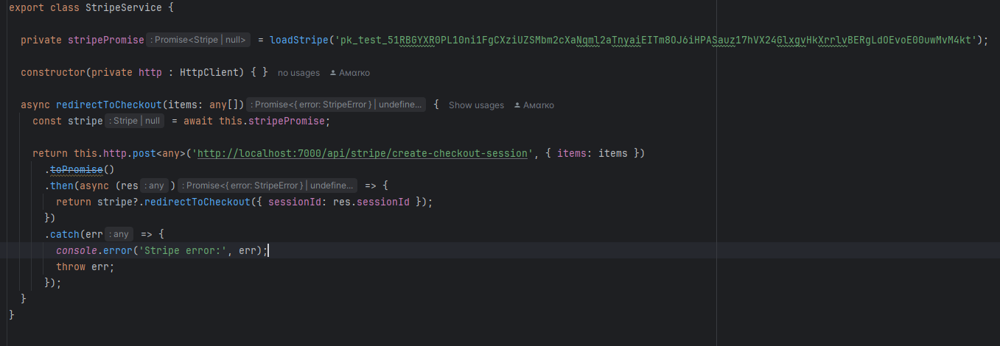 export class StripeService {
private stripePromise : Promise<Stripe | null> = loadStripe('pk_test_51RBGYXR0PL10ni1FgCXziUZSMbm2cXaNqml2aTnyaiEITm8OJ6iHPASauz17hVX24GlxgvHkXrrlvBERgLdOEvoE00uwMvM4kt');
constructor(private http : HttpClient) { } no usages Амагко
async redirectToCheckout(items: any[]) : Promise<{ error: StripeError } | undefine... { Show usages Амагко
const stripe : Stripe | null = await this.stripePromise;
return this.http.post<any>('http://localhost:7000/api/stripe/create-checkout-session', { items: items })
.toPromise()
.then(async (res : any ) : Promise<{ error: StripeError } | undefine... => {
return stripe?.redirectToCheckout({ sessionId: res.sessionId });
})
.catch(err : any => {
console.error('Stripe error:', err);
throw err;
});
}
}